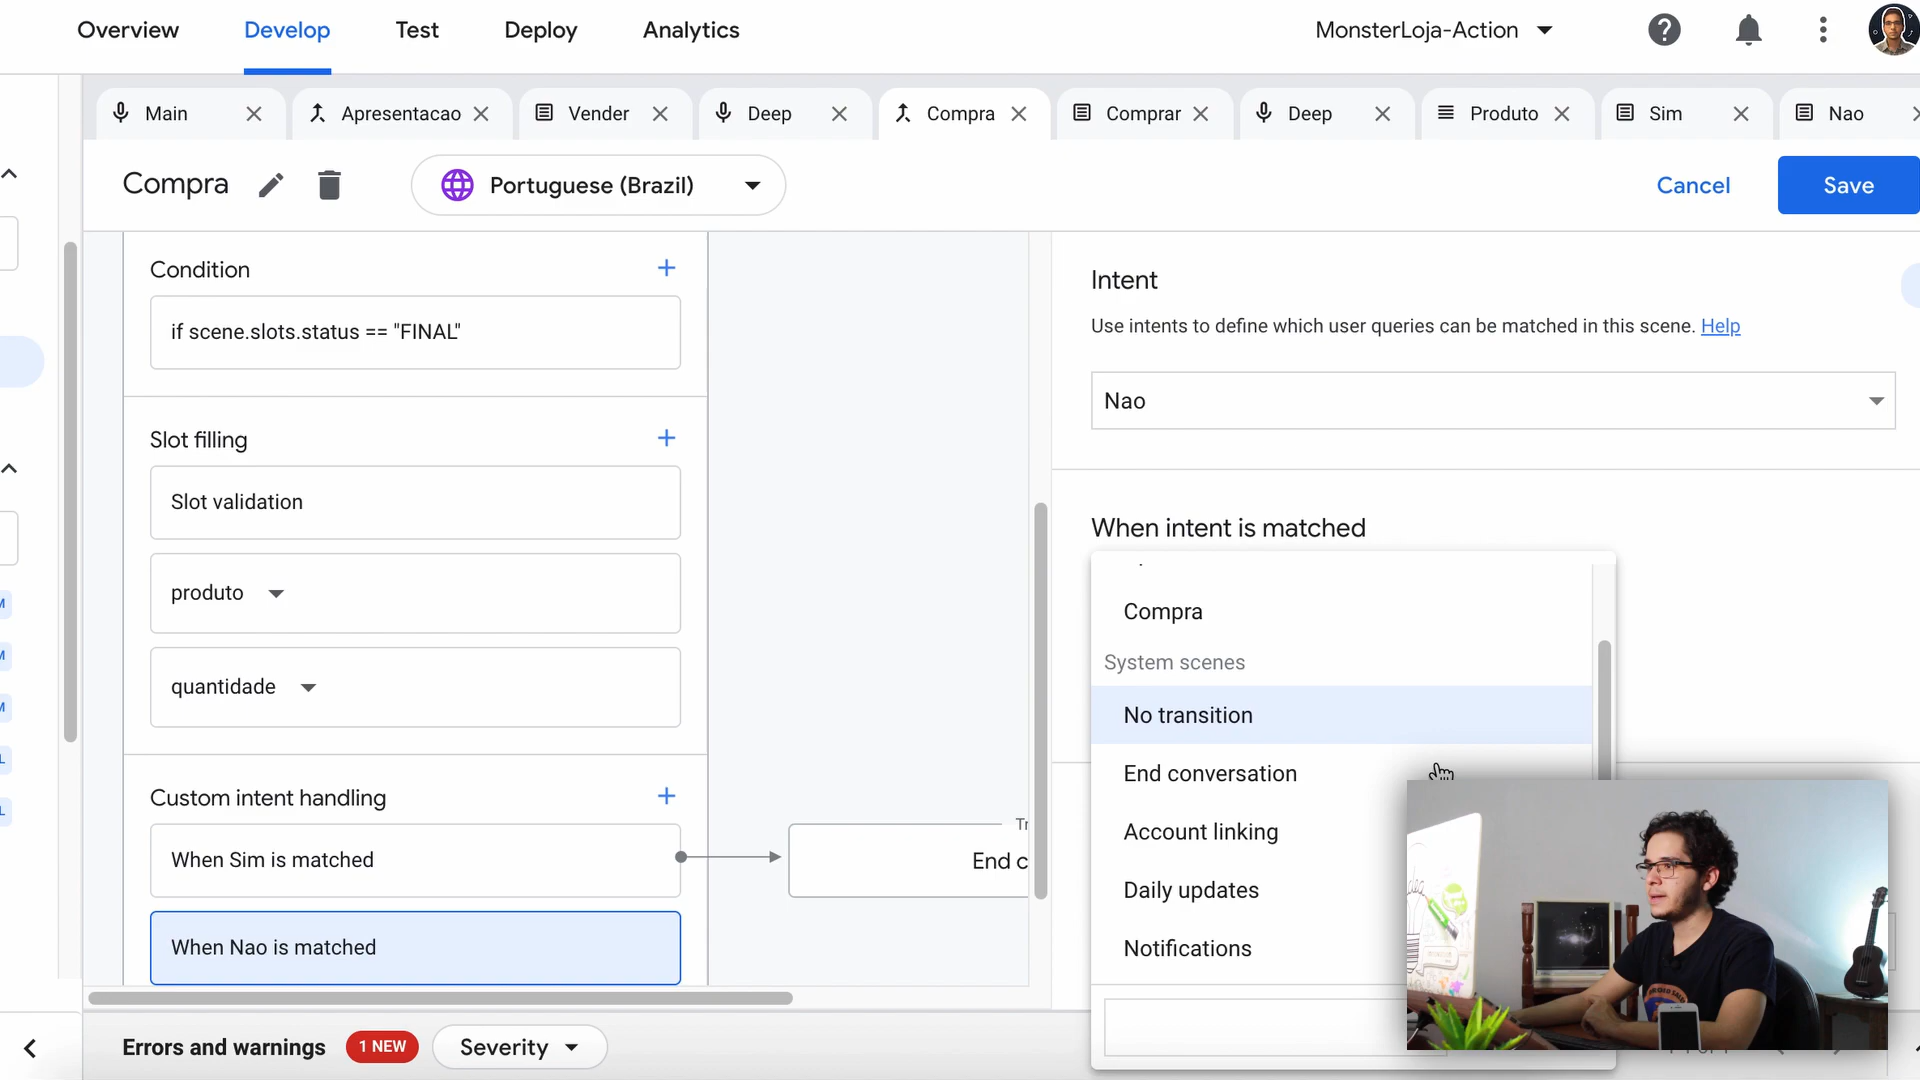 Overview
Develop
Test
Deploy
Analytics
MonsterLoja-Action
Main
Apresentacao
Vender
Deep
Compra
Comprar
Deep
Produto
Sim
Nao
Compra
Portuguese (Brazil)
Cancel
Save
Condition
if scene.slots.status == "FINAL"
Slot filling
Slot validation
produto
quantidade
Custom intent handling
When Sim is matched
When Nao is matched
End c
Intent
Use intents to define which user queries can be matched in this scene. Help
Nao
When intent is matched
Compra
System scenes
No transition
End conversation
Account linking
Daily updates
Notifications
Errors and warnings
1 NEW
Severity